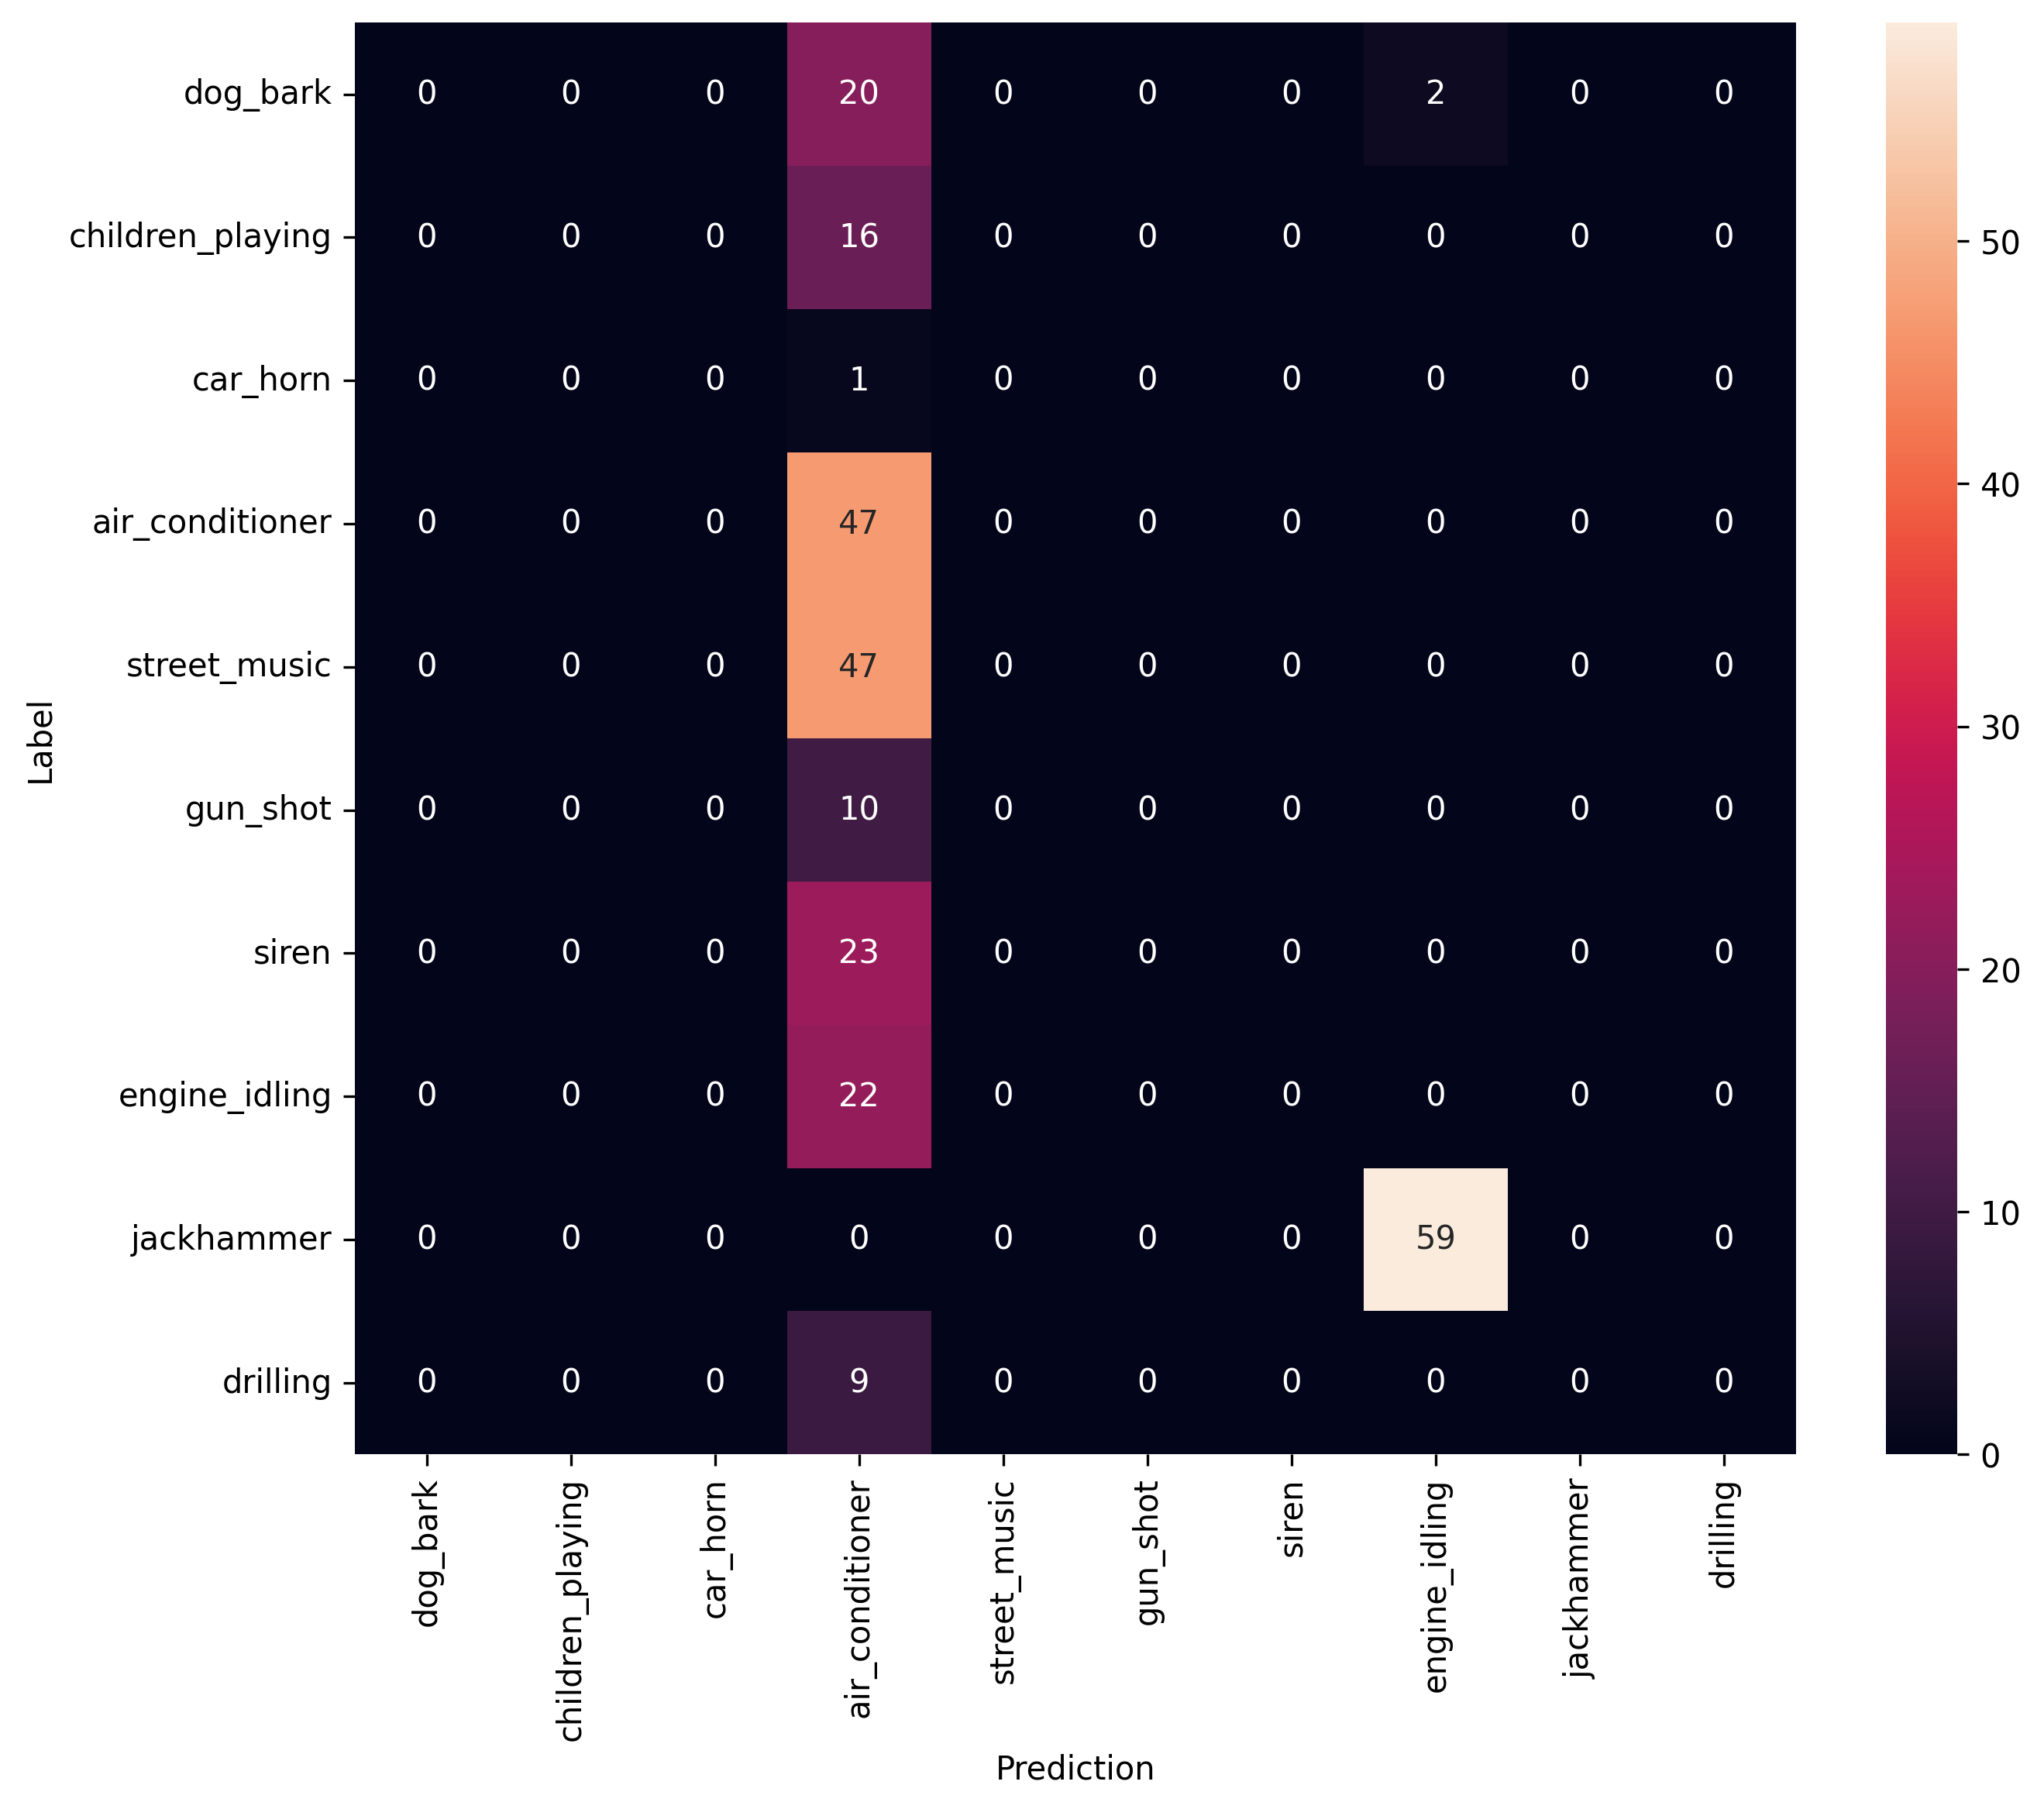 dog_bark 0 0 0 20 0 0 0 2 0 0
children_playing 0 0 0 16 0 0 0 0 0 0
car_horn 0 0 0 1 0 0 0 0 0 0
air_conditioner 0 0 0 47 0 0 0 0 0 0
street_music 0 0 0 47 0 0 0 0 0 0
gun_shot 0 0 0 10 0 0 0 0 0 0
siren 0 0 0 23 0 0 0 0 0 0
engine_idling 0 0 0 22 0 0 0 0 0 0
jackhammer 0 0 0 0 0 0 0 59 0 0
drilling 0 0 0 9 0 0 0 0 0 0
Label
dog_bark
children_playing
car_horn
air_conditioner
street_music
gun_shot
siren
engine_idling
jackhammer
drilling
Prediction
50
40
30
20
10
0